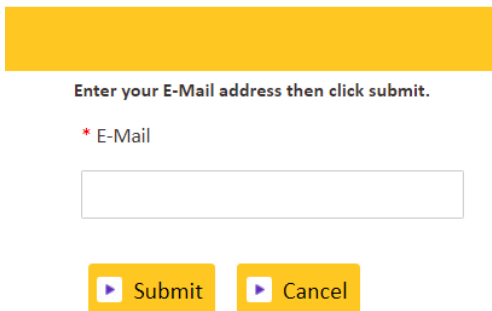 Enter your E-Mail address then click submit.
* E-Mail
Submit Cancel